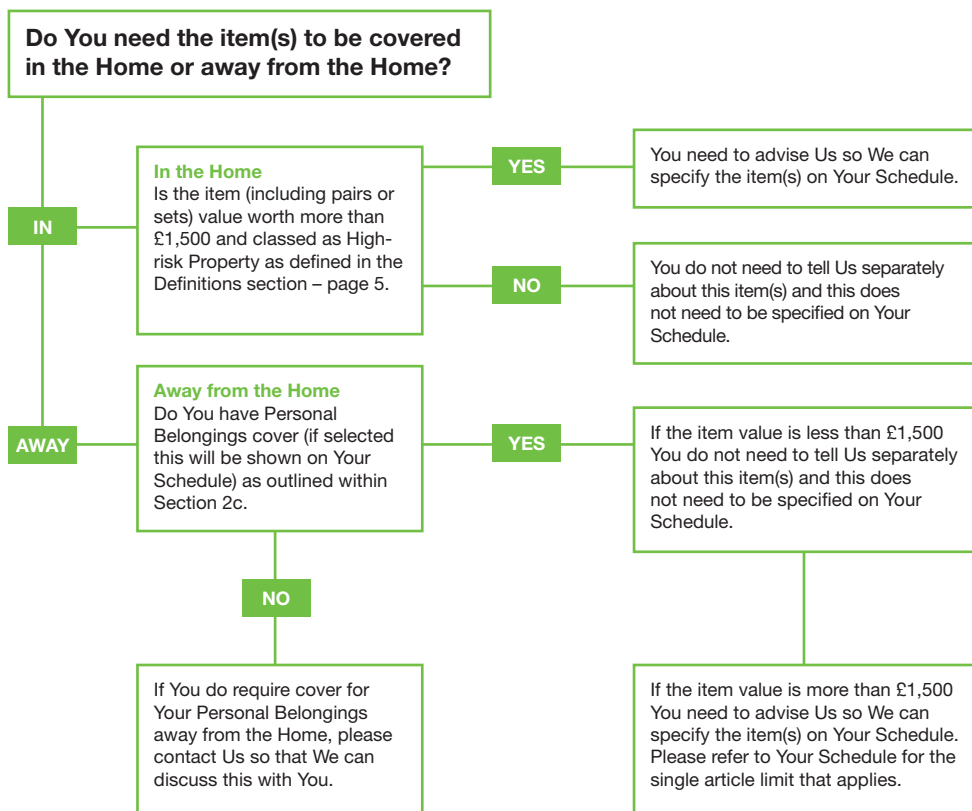 Do You need the item(s) to be covered
in the Home or away from the Home?
IN
In the Home
Is the item (including pairs or
sets) value worth more than
£1,500 and classed as High-
risk Property as defined in the
Definitions section – page 5.
YES
You need to advise Us so We can
specify the item(s) on Your Schedule.
NO
You do not need to tell Us separately
about this item(s) and this does
not need to be specified on Your
Schedule.
AWAY
Away from the Home
Do You have Personal
Belongings cover (if selected
this will be shown on Your
Schedule) as outlined within
Section 2c.
YES
If the item value is less than £1,500
You do not need to tell Us separately
about this item(s) and this does
not need to be specified on Your
Schedule.
NO
If You do require cover for
Your Personal Belongings
away from the Home, please
contact Us so that We can
discuss this with You.
If the item value is more than £1,500
You need to advise Us so We can
specify the item(s) on Your Schedule.
Please refer to Your Schedule for the
single article limit that applies.